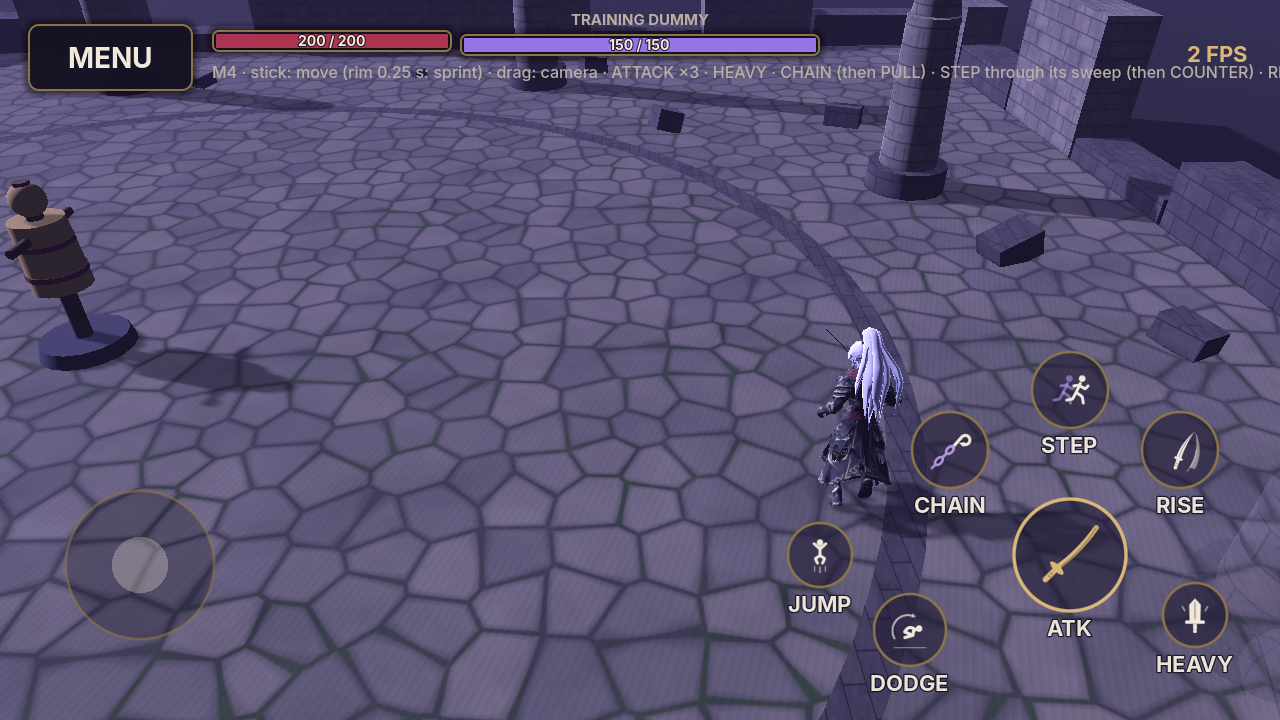 TRAINING DUMMY
MENU
200 / 200
150 / 150
2 FPS
M4 · stick: move (rim 0.25 s: sprint) · drag: camera · ATTACK ×3 · HEAVY · CHAIN (then PULL) · STEP through its sweep (then COUNTER) ·
STEP
CHAIN
RISE
JUMP
ATK
HEAVY
DODGE